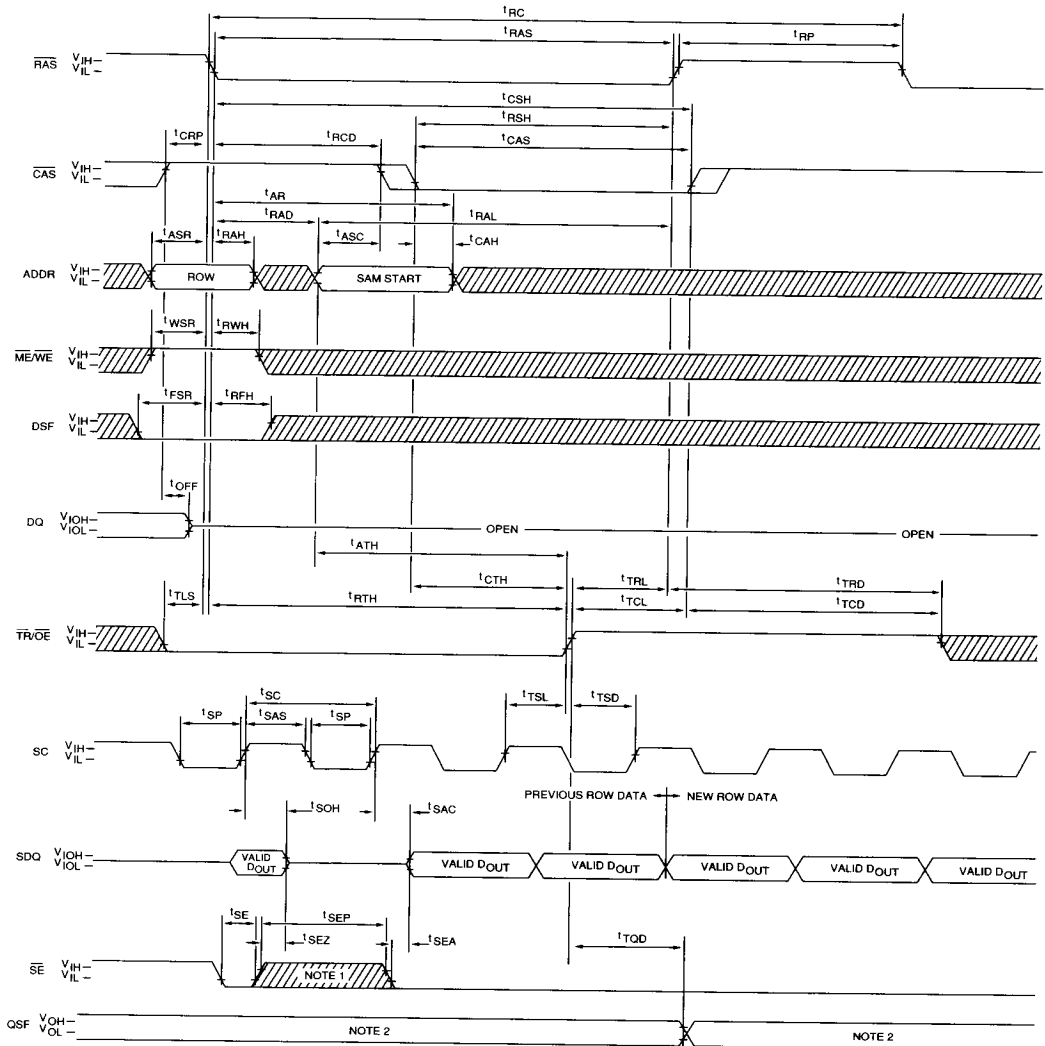 tRC
tRAS
tRP
RAS VIH VIL
tCSH
tRSH
tCRP tRCD tCAS
CAS VIH VIL
tAR
tRAD tRAL
tASR tRAH tASC tCAH
ADDR VIH VIL ROW SAM START
tWSR tRWH
ME/WE VIH VIL
tFSR tRFH
DSF VIH VIL
tOFF
DQ VIOH VIOL OPEN OPEN
tATH
tCTH tTRL tTRD
tTLS tRTH tTCL tTCD
TR/OE VIH VIL
tSC
tSP tSAS tSP tTSL tTSD
SC VIH VIL
PREVIOUS ROW DATA NEW ROW DATA
tSOH tSAC
SDQ VIOH VIOL VALID DOUT VALID DOUT VALID DOUT VALID DOUT VALID DOUT VALID DOUT
tSE tSEP
tSEZ tSEA tTQD
SE VIH VIL NOTE 1
QSF VOH VOL NOTE 2 NOTE 2